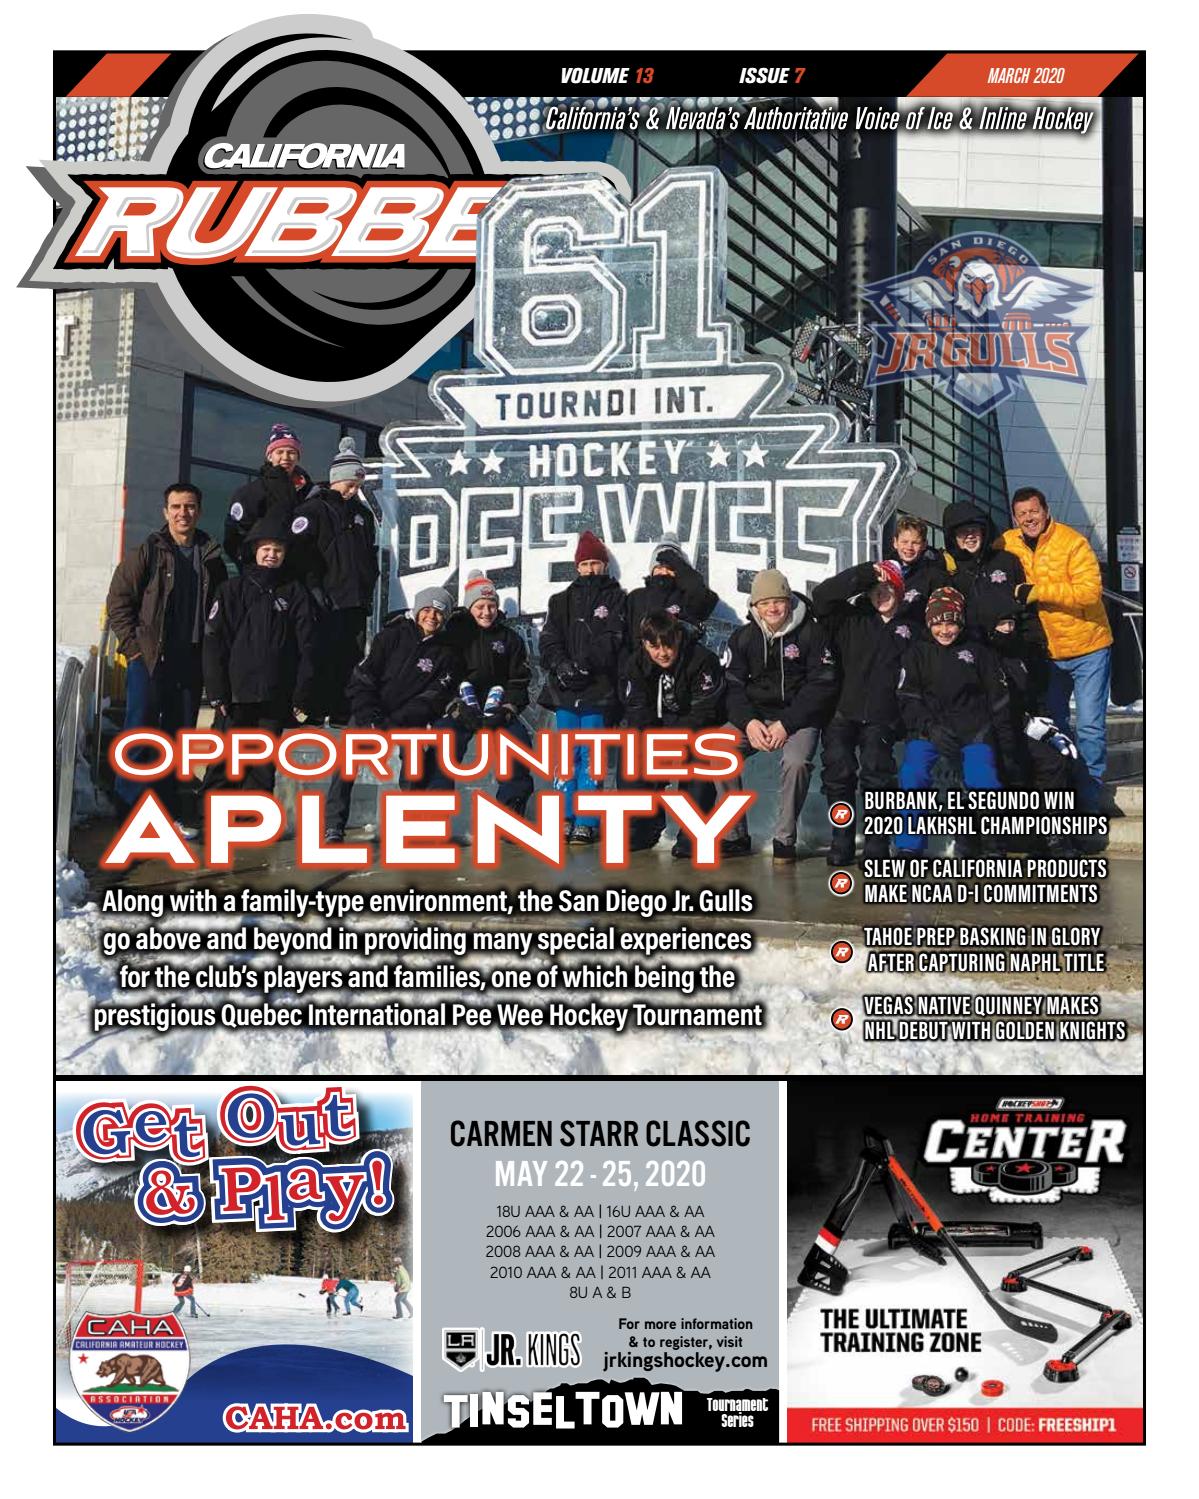 VOLUME 13
ISSUE 7
MARCH 2020
California's & Nevada's Authoritative Voice of Ice & Inline Hockey
CALIFORNIA
RUBBE
61
TOURNOI INT.
HOCKEY
PEE WEE
SAN DIEGO
JR GULLS
OPPORTUNITIES
APLENTY
Along with a family-type environment, the San Diego Jr. Gulls
go above and beyond in providing many special experiences
for the club's players and families, one of which being the
prestigious Quebec International Pee Wee Hockey Tournament
R BURBANK, EL SEGUNDO WIN
2020 LAKHSHL CHAMPIONSHIPS
R SLEW OF CALIFORNIA PRODUCTS
MAKE NCAA D-I COMMITMENTS
R TAHOE PREP BASKING IN GLORY
AFTER CAPTURING NAPHL TITLE
R VEGAS NATIVE QUINNEY MAKES
NHL DEBUT WITH GOLDEN KNIGHTS
Get Out
& Play!
CAHA
CALIFORNIA AMATEUR HOCKEY
ASSOCIATION
USA
HOCKEY
CAHA.com
CARMEN STARR CLASSIC
MAY 22 - 25, 2020
18U AAA & AA | 16U AAA & AA
2006 AAA & AA | 2007 AAA & AA
2008 AAA & AA | 2009 AAA & AA
2010 AAA & AA | 2011 AAA & AA
8U A & B
LA
JR. KINGS
For more information
& to register, visit
jrkingshockey.com
TINSELTOWN
Tournament
Series
HOCKEYSHOT
HOME TRAINING
CENTER
THE ULTIMATE
TRAINING ZONE
FREE SHIPPING OVER $150 | CODE: FREESHIP1